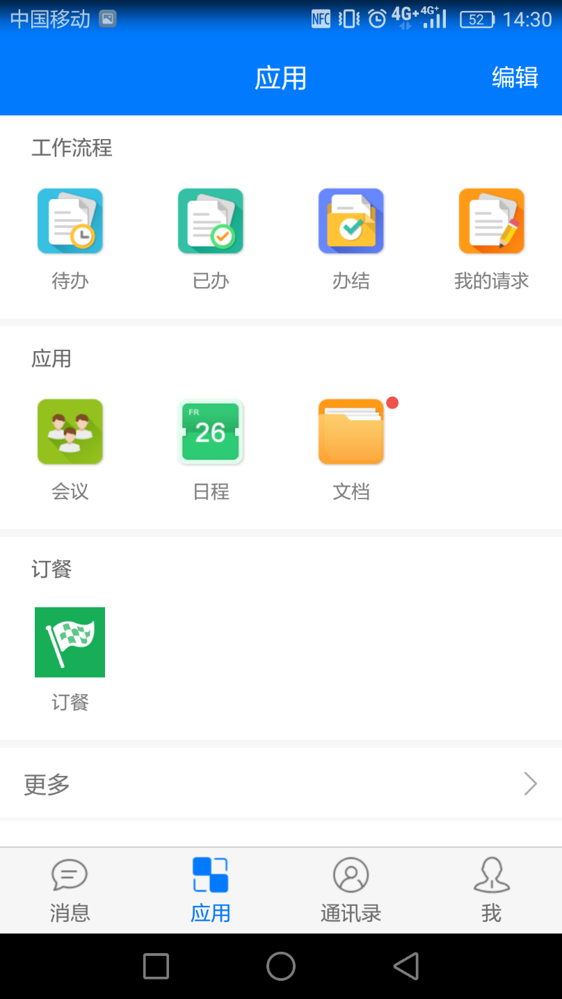 中国移动 NFC 4G+ 4G+ 52 14:30
应用 编辑
工作流程
待办 已办 办结 我的请求
应用
FR
26
会议 日程 文档
订餐
订餐
更多
消息 应用 通讯录 我